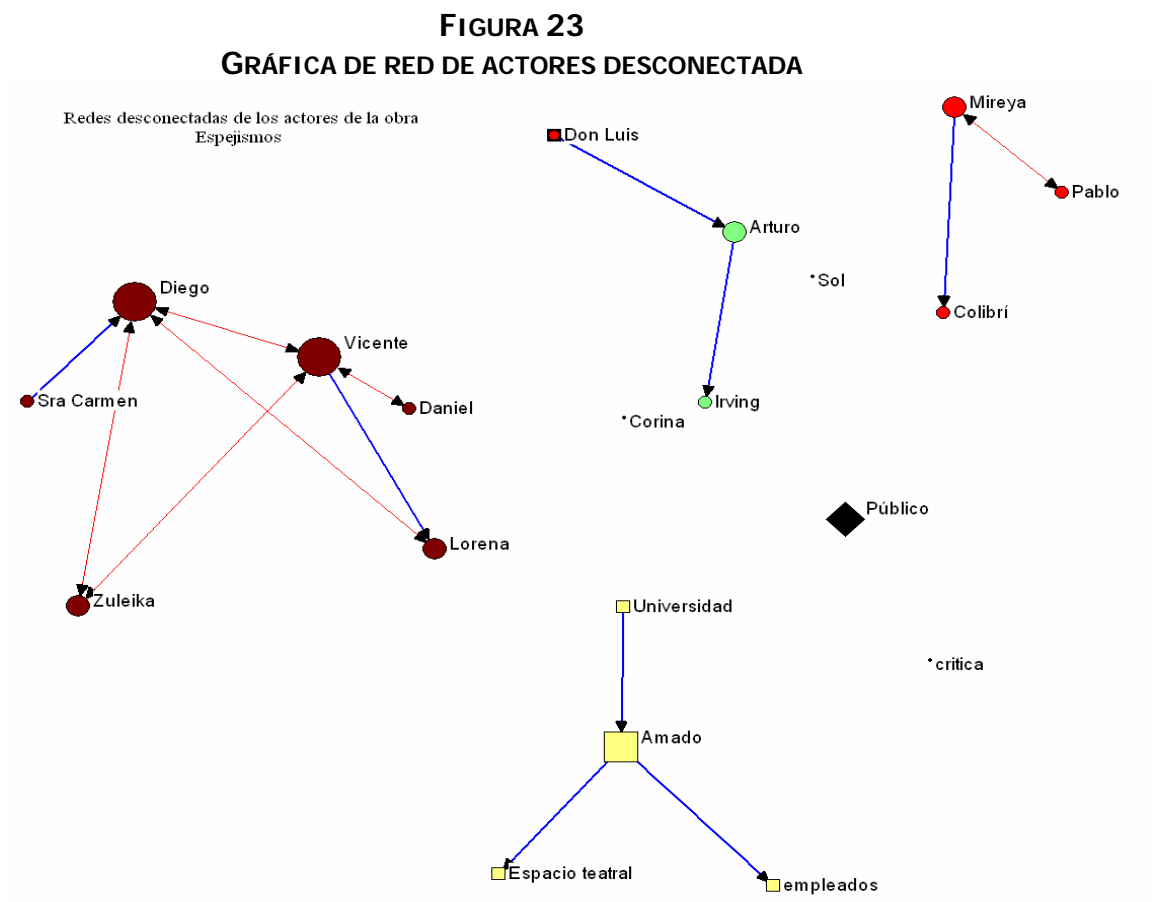 FIGURA 23
GRÁFICA DE RED DE ACTORES DESCONECTADA
Redes desconectadas de los actores de la obra
Espejismos
Mireya
Don Luis
Pablo
Arturo
Sol
Diego
Colibrí
Vicente
Sra Carmen
Daniel
Irving
Corina
Público
Lorena
Zuleika
Universidad
critica
Amado
Espacio teatral
empleados